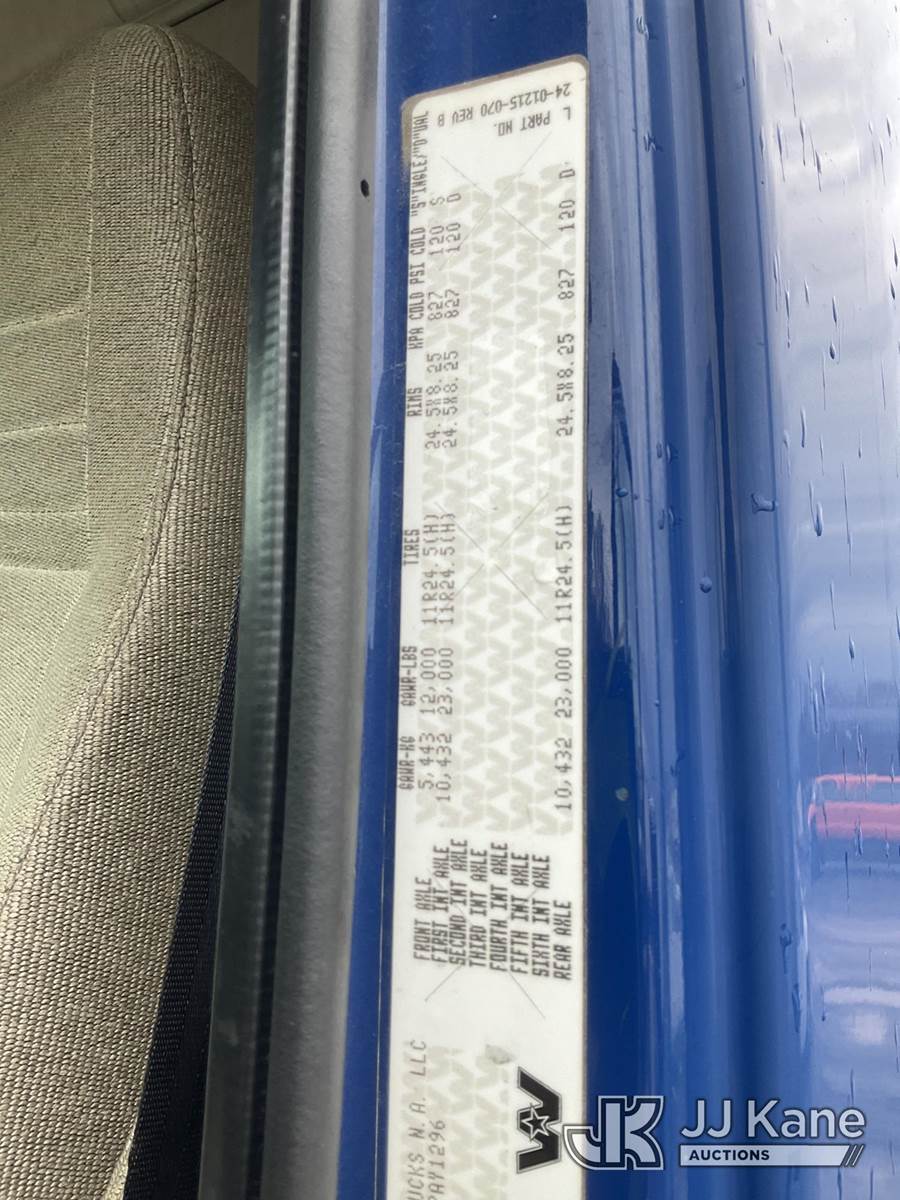 L PART NO.
24-01215-070 REV B
GAWR-KG GAWR-LBS TIRES RIMS KPA COLD PSI COLD "S"INGLE/"D"UAL
FRONT AXLE 5,443 12,000 11R24.5(H) 24.5X8.25 827 120 S
FIRST INT AXLE 10,432 23,000 11R24.5(H) 24.5X8.25 827 120 D
SECOND INT AXLE
THIRD INT AXLE
FOURTH INT AXLE
FIFTH INT AXLE
SIXTH INT AXLE
REAR AXLE 10,432 23,000 11R24.5(H) 24.5X8.25 827 120 D
UCKS N.A. LLC
PAY1296
W
JK JJ Kane
AUCTIONS